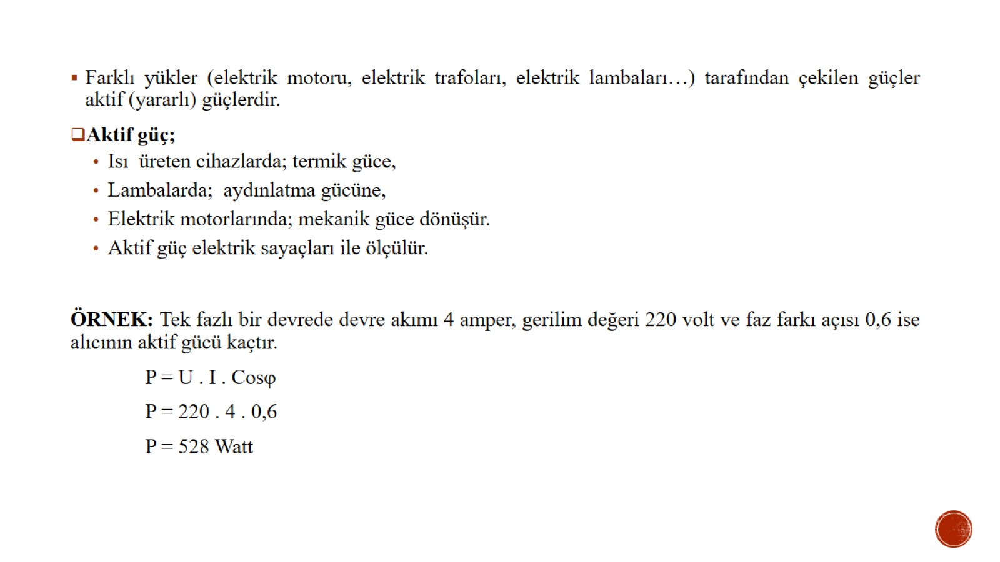 Farklı yükler (elektrik motoru, elektrik trafoları, elektrik lambaları…) tarafından çekilen güçler
aktif (yararlı) güçlerdir.
Aktif güç;
• Isı üreten cihazlarda; termik güce,
• Lambalarda; aydınlatma gücüne,
• Elektrik motorlarında; mekanik güce dönüşür.
• Aktif güç elektrik sayaçları ile ölçülür.
ÖRNEK: Tek fazlı bir devrede devre akımı 4 amper, gerilim değeri 220 volt ve faz farkı açısı 0,6 ise
alıcının aktif gücü kaçtır.
P = U . I . Cosφ
P = 220 . 4 . 0,6
P = 528 Watt